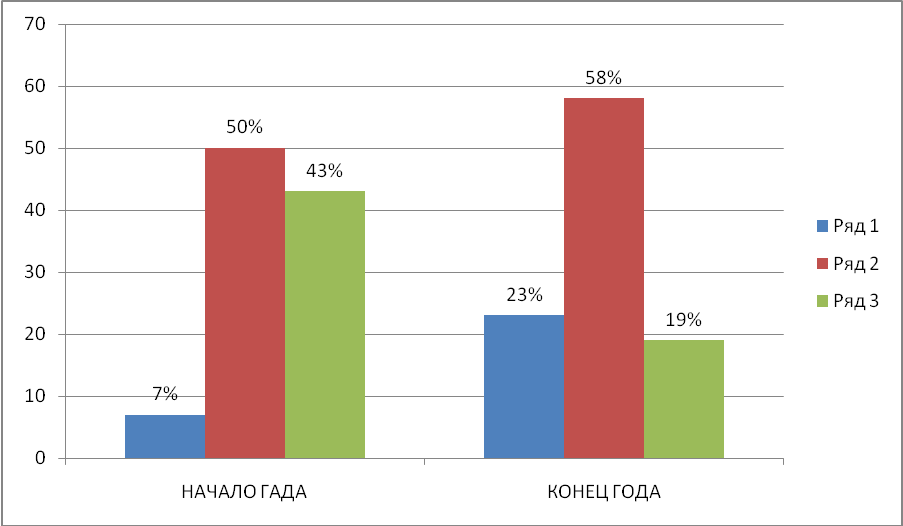 70
60
50
40
30
20
10
0
7%
50%
43%
23%
58%
19%
НАЧАЛО ГАДА
КОНЕЦ ГОДА
Ряд 1
Ряд 2
Ряд 3